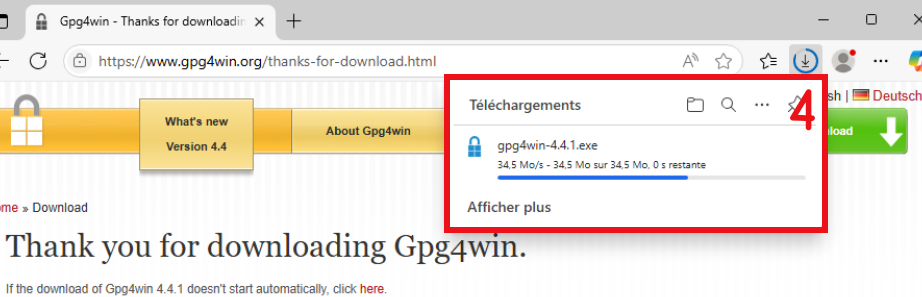 Gpg4win - Thanks for downloadin
https://www.gpg4win.org/thanks-for-download.html
Téléchargements
4
Deutsch
What's new
Version 4.4
About Gpg4win
gpg4win-4.4.1.exe
34,5 Mo/s - 34,5 Mo sur 34,5 Mo, 0 s restante
Afficher plus
» Download
Thank you for downloading Gpg4win.
If the download of Gpg4win 4.4.1 doesn't start automatically, click here.